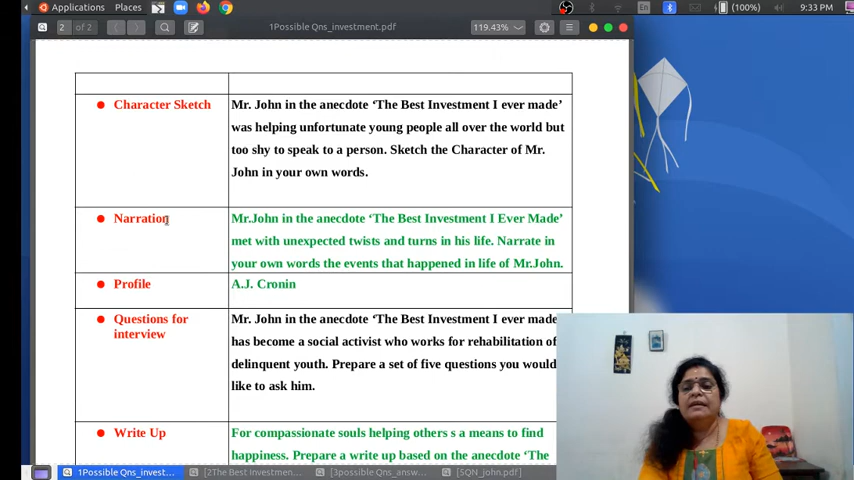 Applications Places En (100%) 9:33 PM
2 of 2 1Possible Qns_investment.pdf 119.43%
Character Sketch
Mr. John in the anecdote ‘The Best Investment I ever made’
was helping unfortunate young people all over the world but
too shy to speak to a person. Sketch the Character of Mr.
John in your own words.
Narration
Mr.John in the anecdote ‘The Best Investment I Ever Made’
met with unexpected twists and turns in his life. Narrate in
your own words the events that happened in life of Mr.John.
Profile
A.J. Cronin
Questions for
interview
Mr. John in the anecdote ‘The Best Investment I ever made
has become a social activist who works for rehabilitation of
delinquent youth. Prepare a set of five questions you would
like to ask him.
Write Up
For compassionate souls helping others s a means to find
happiness. Prepare a write up based on the anecdote ‘The
1Possible Qns_invest... [2The Best Investmen... [3possible Qns_answ... [5QN_john.pdf]